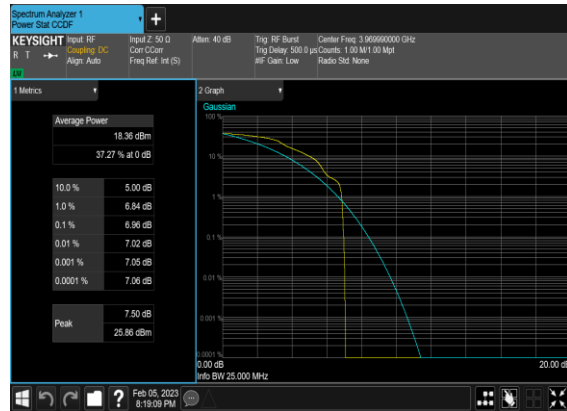 Spectrum Analyzer 1
Power Stat CCDF
KEYSIGHT
R T
LV
Input: RF
Coupling: DC
Align: Auto
Input Z: 50 Ω
Corr CCorr
Freq Ref: Int (S)
Atten: 40 dB
Trig: RF Burst
Trig Delay: 500.0 µs
#IF Gain: Low
Center Freq: 3.969990000 GHz
Counts: 1.00 M/1.00 Mpt
Radio Std: None
1 Metrics
Average Power
18.36 dBm
37.27 % at 0 dB
10.0 % 5.00 dB
1.0 % 6.84 dB
0.1 % 6.96 dB
0.01 % 7.02 dB
0.001 % 7.05 dB
0.0001 % 7.06 dB
Peak
7.50 dB
25.86 dBm
2 Graph
Gaussian
100 %
10 %
1 %
0.1 %
0.01 %
0.001 %
0.0001 %
0.00 dB
20.00 dB
Info BW 25.000 MHz
?
Feb 05, 2023
8:19:09 PM